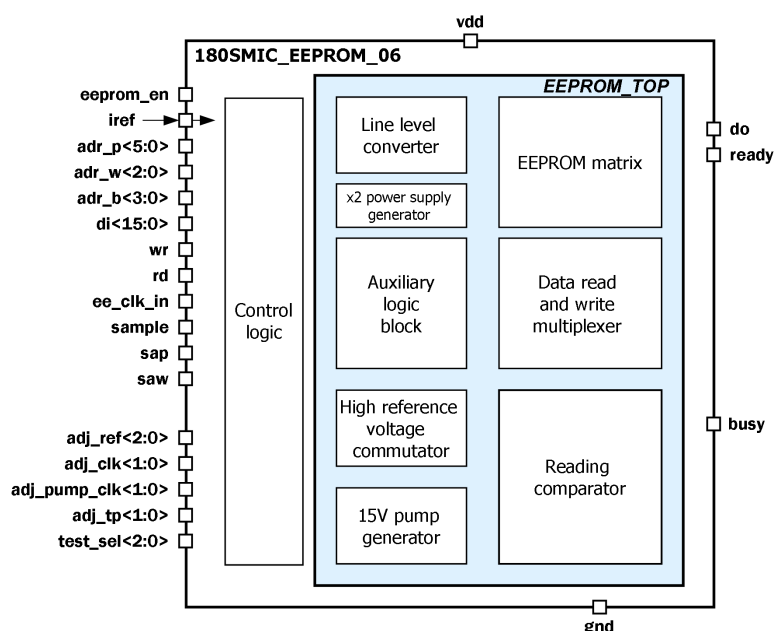 vdd
180SMIC_EEPROM_06
EEPROM_TOP
eeprom_en
iref
adr_p<5:0>
adr_w<2:0>
adr_b<3:0>
di<15:0>
wr
rd
ee_clk_in
sample
sap
saw
adj_ref<2:0>
adj_clk<1:0>
adj_pump_clk<1:0>
adj_tp<1:0>
test_sel<2:0>
Control
logic
Line level
converter
x2 power supply
generator
Auxiliary
logic
block
High reference
voltage
commutator
15V pump
generator
EEPROM matrix
Data read
and write
multiplexer
Reading
comparator
do
ready
busy
gnd